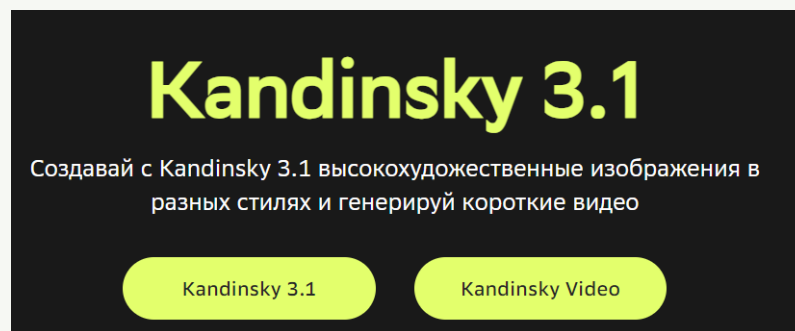 Kandinsky 3.1
Создавай с Kandinsky 3.1 высокохудожественные изображения в
разных стилях и генерируй короткие видео
Kandinsky 3.1
Kandinsky Video